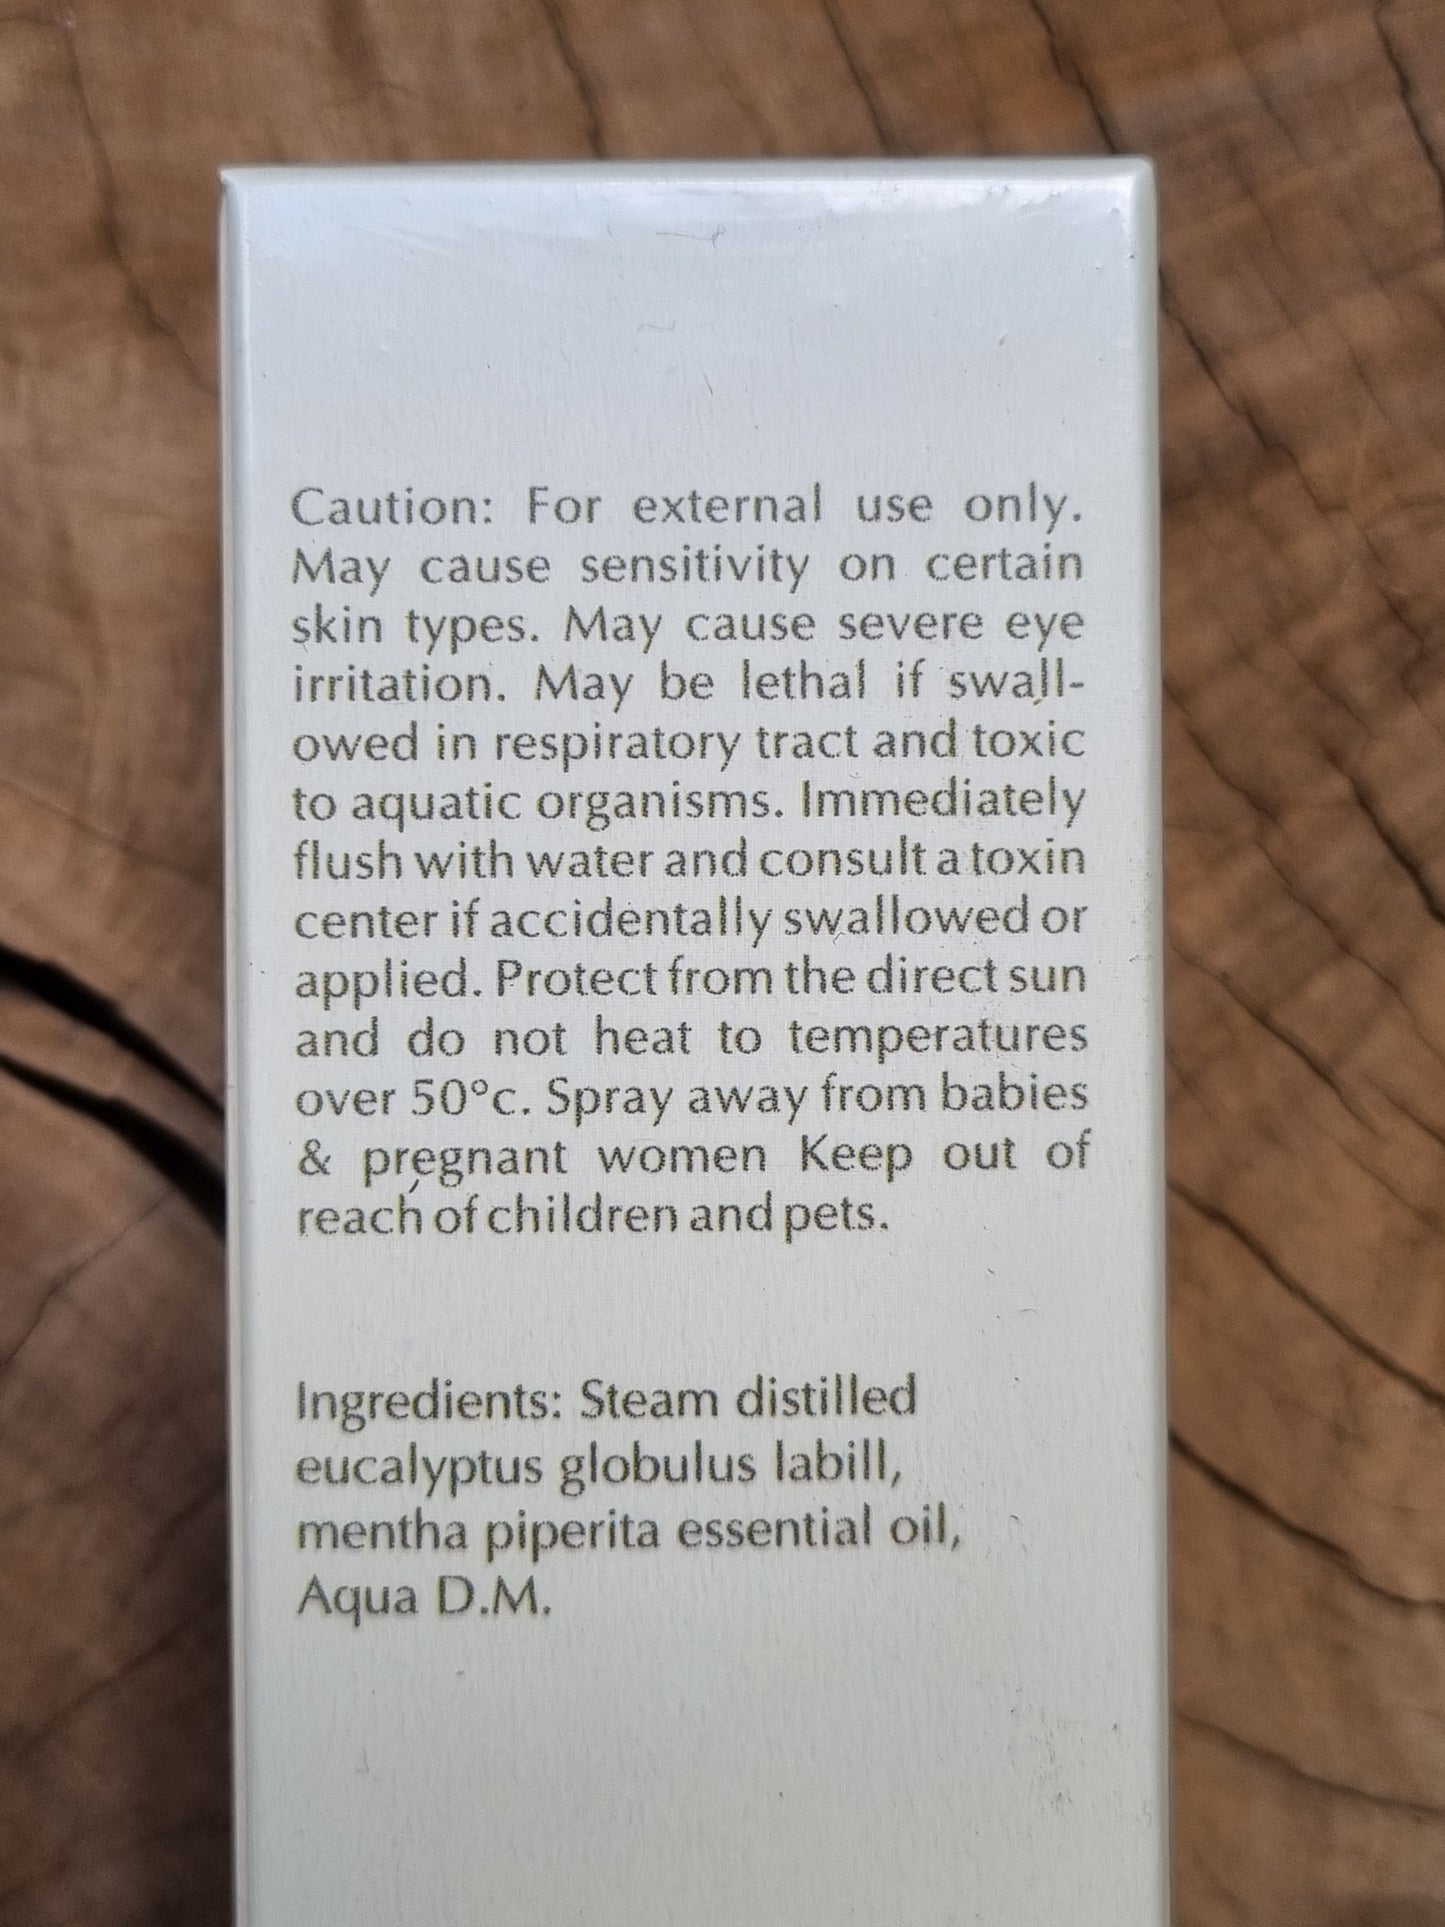 Caution: For external use only.
May cause sensitivity on certain
skin types. May cause severe eye
irritation. May be lethal if swall-
owed in respiratory tract and toxic
to aquatic organisms. Immediately
flush with water and consult a toxin
center if accidentally swallowed or
applied. Protect from the direct sun
and do not heat to temperatures
over 50°c. Spray away from babies
& pregnant women Keep out of
reach of children and pets.
Ingredients: Steam distilled
eucalyptus globulus labill,
mentha piperita essential oil,
Aqua D.M.